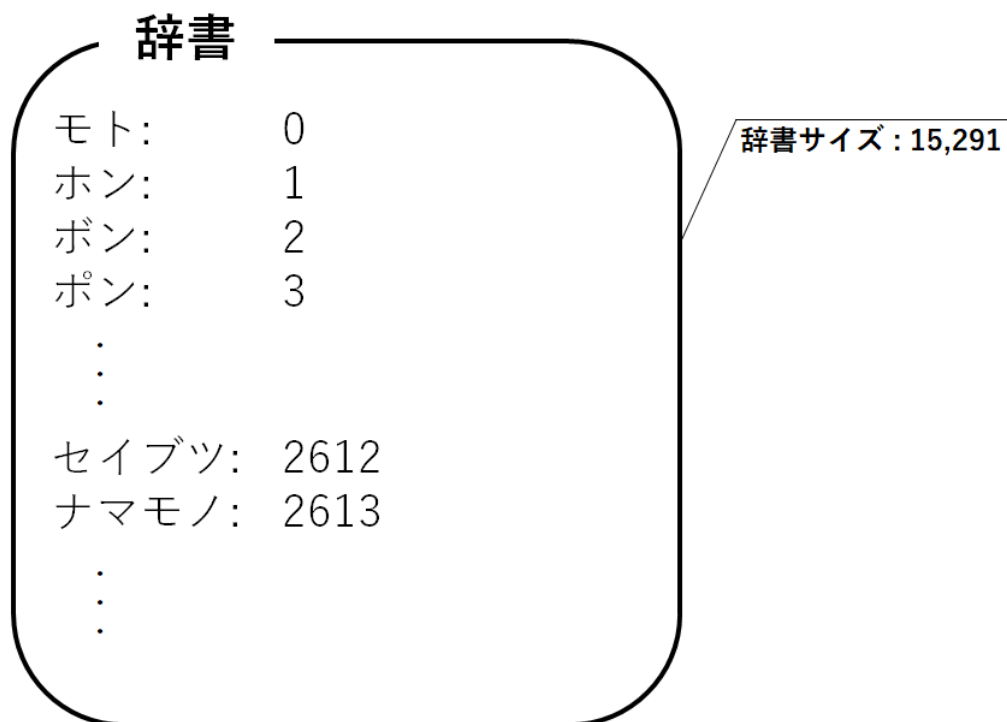 辞書
モト: 0
ホン: 1
ボン: 2
ポン: 3
・
・
・
セイブツ: 2612
ナマモノ: 2613
・
・
・
辞書サイズ : 15,291